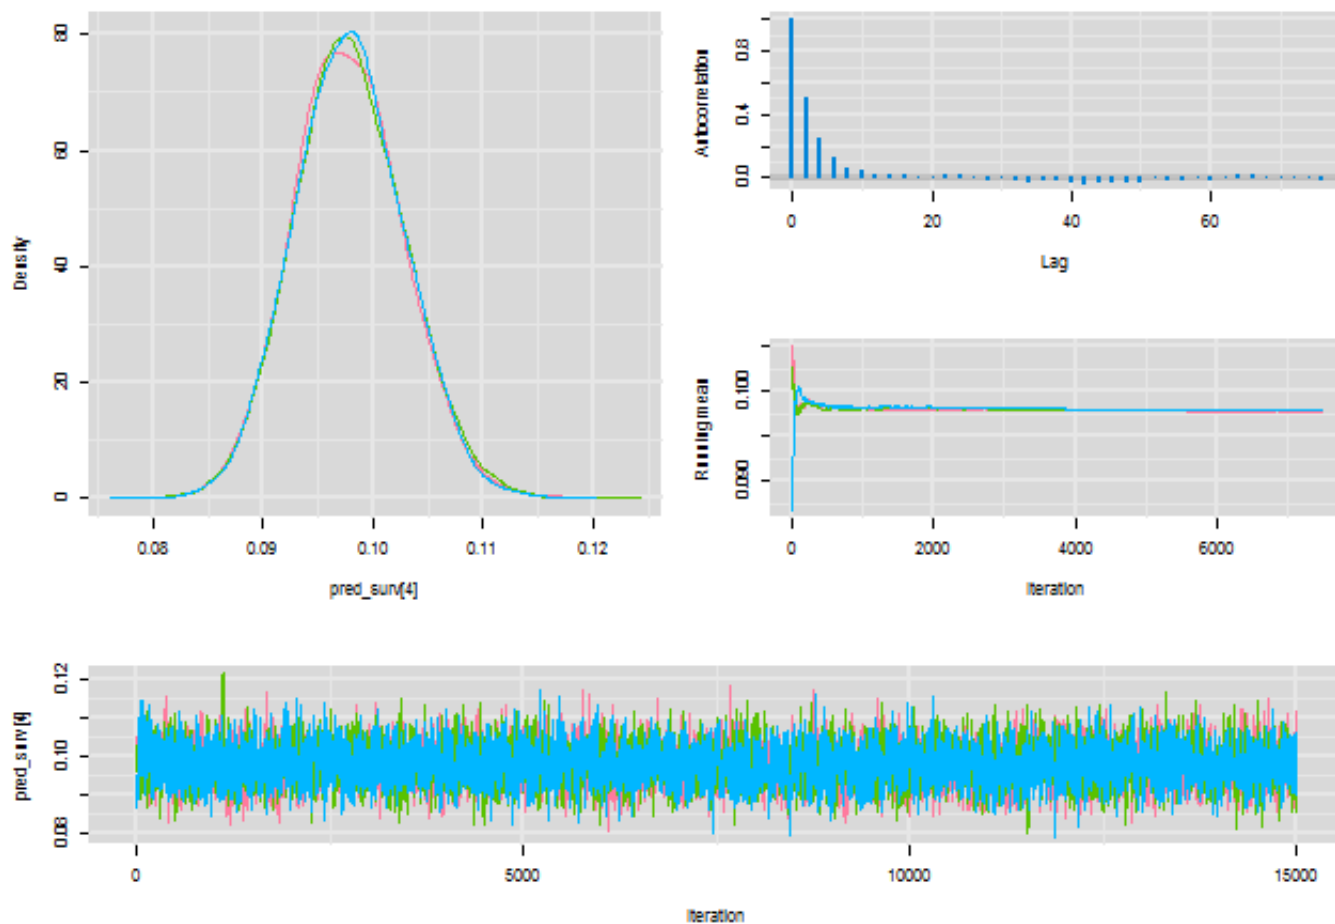 80
60
40
20
0
Density
0.08 0.09 0.10 0.11 0.12
pred_surv[4]
0.8
0.4
0.0
Autocorrelation
0 20 40 60
Lag
0.100
0.090
Running mean
0 2000 4000 6000
Iteration
0.12
0.10
0.08
pred_surv[4]
0 5000 10000 15000
Iteration